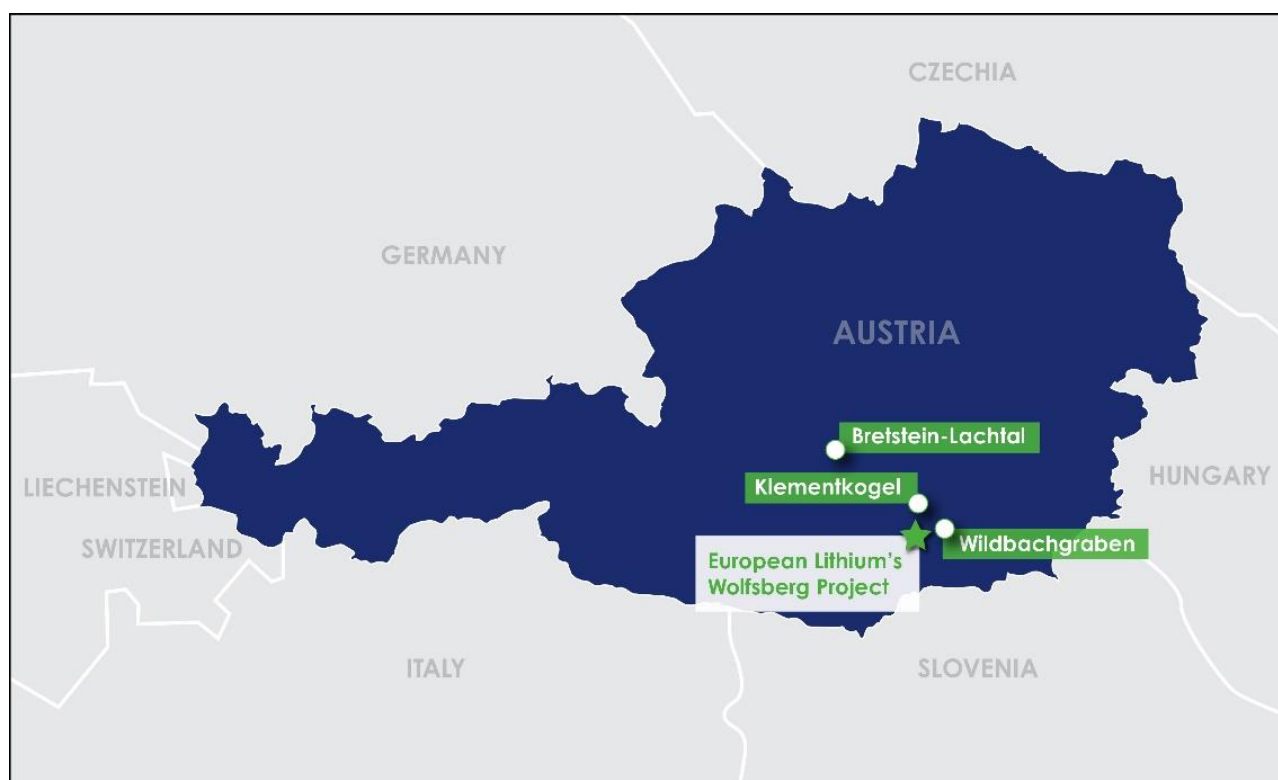 CZECHIA
GERMANY
AUSTRIA
Bretstein-Lachtal
Klementkogel
HUNGARY
LIECHENSTEIN
SWITZERLAND
Wildbachgraben
European Lithium's
Wolfsberg Project
ITALY
SLOVENIA